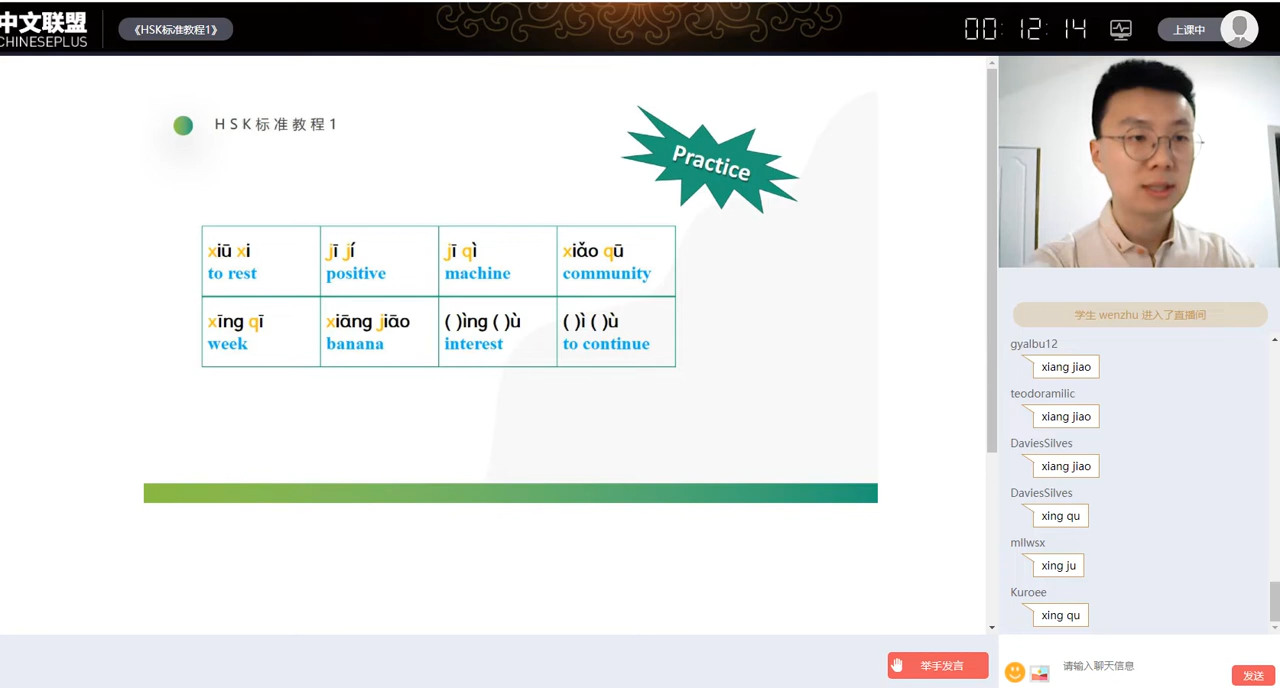 中文联盟
CHINESEPLUS
《HSK标准教程1》
00: 12: 14
上课中
HSK标准教程1
Practice
xiū xi
to rest
jī jí
positive
jī qì
machine
xiǎo qū
community
xīng qī
week
xiāng jiāo
banana
( )ìng ( )ù
interest
( )ì ( )ù
to continue
学生 wenzhu 进入了直播间
gyalbu12
xiang jiao
teodoramilic
xiang jiao
DaviesSilves
xiang jiao
DaviesSilves
xing qu
mllwsx
xing ju
Kuroee
xing qu
举手发言
请输入聊天信息
发送